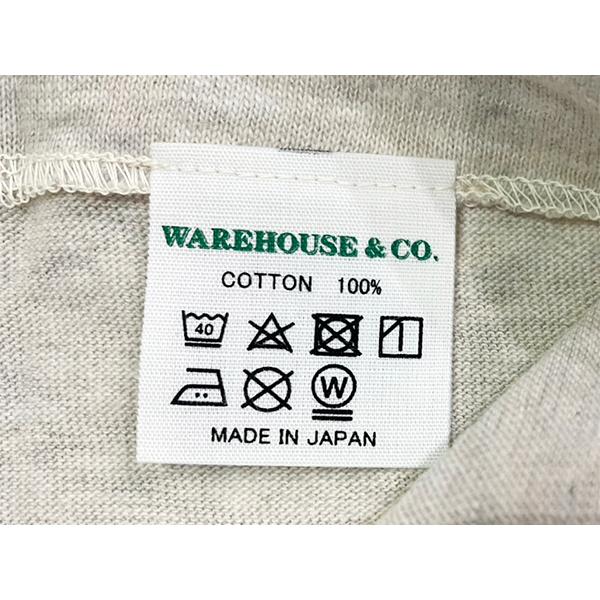 WAREHOUSE & CO.
COTTON 100%
40
W
MADE IN JAPAN